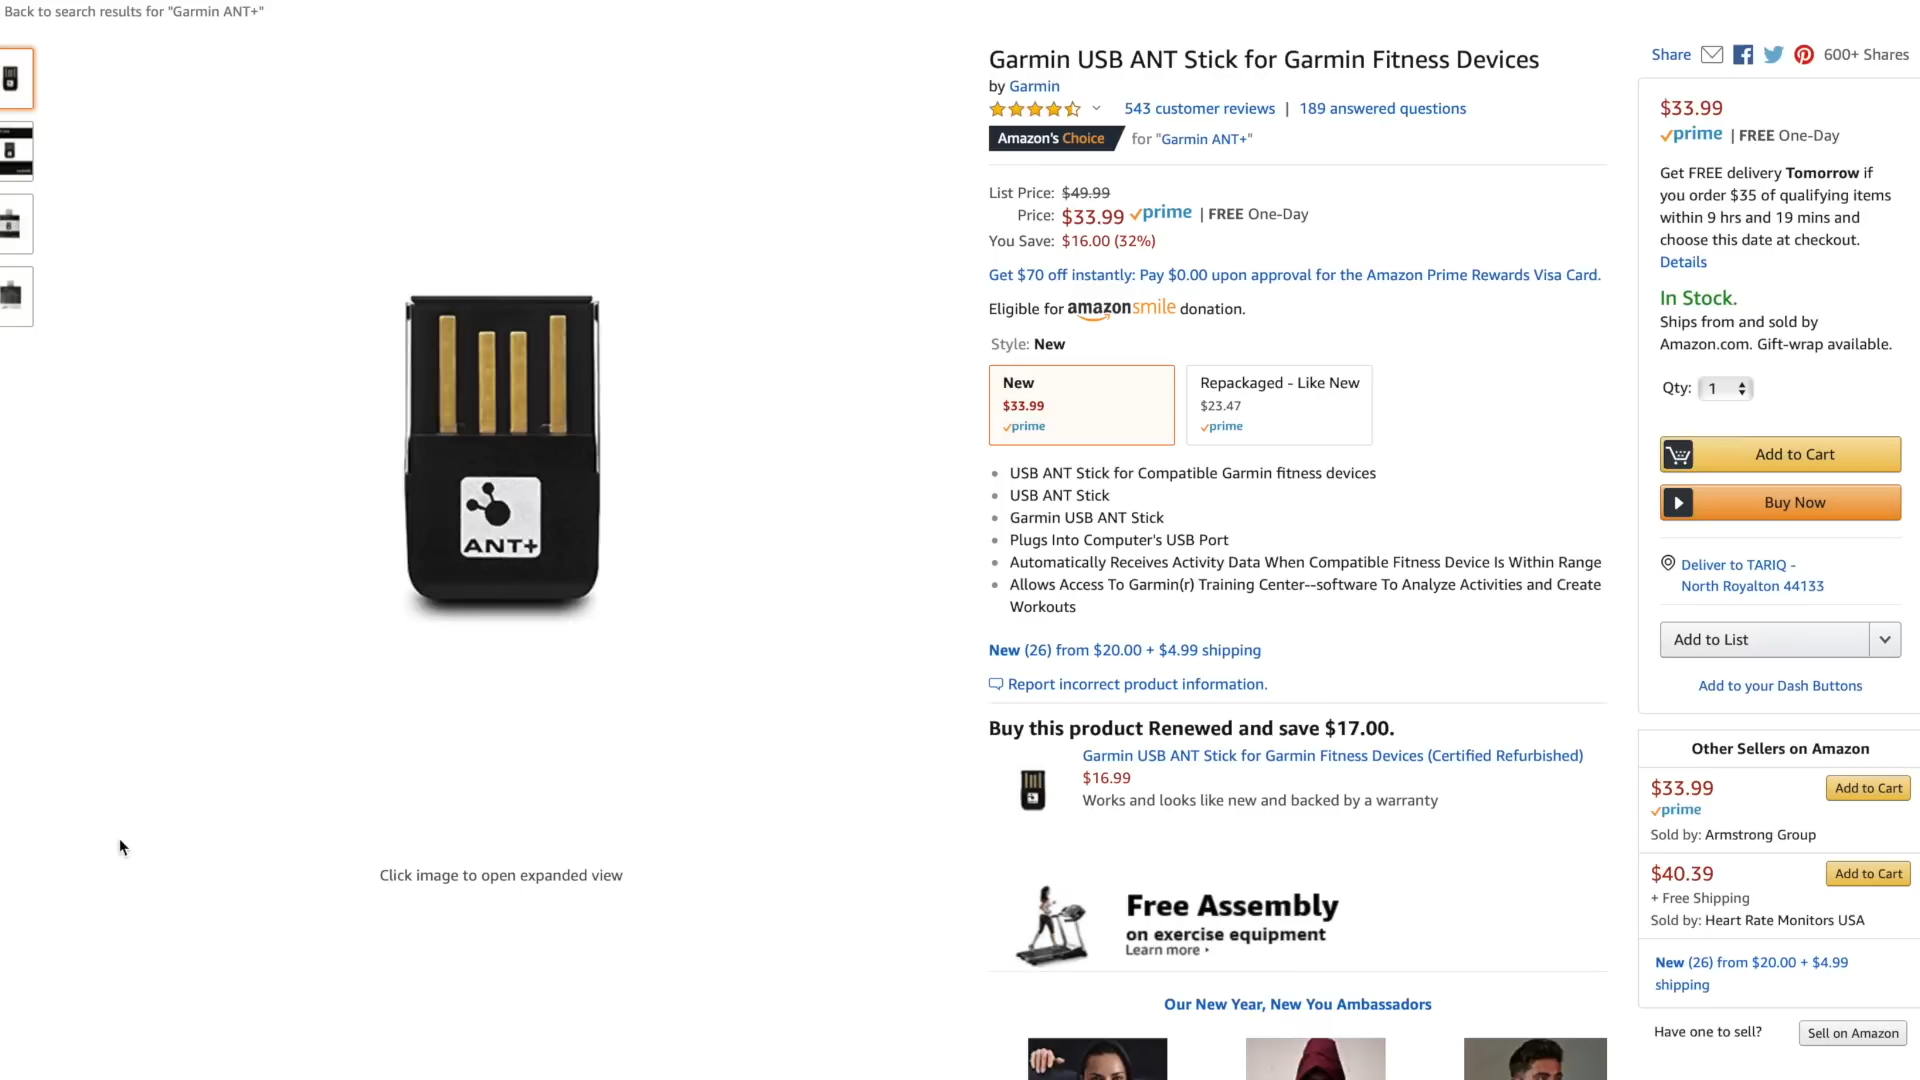 Back to search results for "Garmin ANT+"
Garmin USB ANT Stick for Garmin Fitness Devices
by Garmin
543 customer reviews | 189 answered questions
Amazon's Choice for "Garmin ANT+"
List Price: $49.99
Price: $33.99 prime | FREE One-Day
You Save: $16.00 (32%)
Get $70 off instantly: Pay $0.00 upon approval for the Amazon Prime Rewards Visa Card.
Eligible for amazonsmile donation.
Style: New
New
$33.99
prime
Repackaged - Like New
$23.47
prime
USB ANT Stick for Compatible Garmin fitness devices
USB ANT Stick
Garmin USB ANT Stick
Plugs Into Computer's USB Port
Automatically Receives Activity Data When Compatible Fitness Device Is Within Range
Allows Access To Garmin(r) Training Center--software To Analyze Activities and Create
Workouts
New (26) from $20.00 + $4.99 shipping
Report incorrect product information.
Buy this product Renewed and save $17.00.
Garmin USB ANT Stick for Garmin Fitness Devices (Certified Refurbished)
$16.99
Works and looks like new and backed by a warranty
Free Assembly
on exercise equipment
Learn more
Our New Year, New You Ambassadors
ANT+
Click image to open expanded view
Share 600+ Shares
$33.99
prime | FREE One-Day
Get FREE delivery Tomorrow if
you order $35 of qualifying items
within 9 hrs and 19 mins and
choose this date at checkout.
Details
In Stock.
Ships from and sold by
Amazon.com. Gift-wrap available.
Qty: 1
Add to Cart
Buy Now
Deliver to TARIQ -
North Royalton 44133
Add to List
Add to your Dash Buttons
Other Sellers on Amazon
$33.99 Add to Cart
prime
Sold by: Armstrong Group
$40.39 Add to Cart
+ Free Shipping
Sold by: Heart Rate Monitors USA
New (26) from $20.00 + $4.99
shipping
Have one to sell? Sell on Amazon